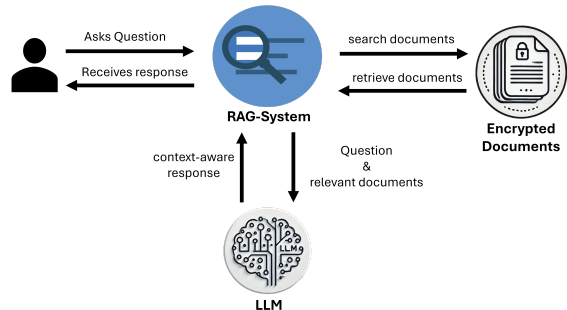 Asks Question
Receives response
RAG-System
search documents
retrieve documents
Encrypted
Documents
context-aware
response
Question
&
relevant documents
LLM
LLM